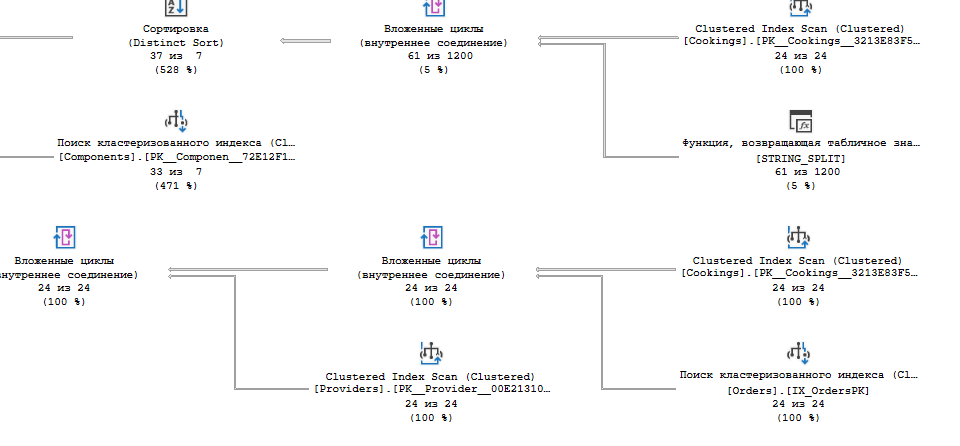 Сортировка
(Distinct Sort)
37 из 7
(528 %)
Вложенные циклы
(внутреннее соединение)
61 из 1200
(5 %)
Clustered Index Scan (Clustered)
[Cookings].[PK__Cookings__3213E83F5…
24 из 24
(100 %)
Поиск кластеризованного индекса (Cl…
[Components].[PK__Componen__72E12F1…
33 из 7
(471 %)
Функция, возвращающая табличное зна…
[STRING_SPLIT]
61 из 1200
(5 %)
Вложенные циклы
внутреннее соединение)
24 из 24
(100 %)
Вложенные циклы
(внутреннее соединение)
24 из 24
(100 %)
Clustered Index Scan (Clustered)
[Cookings].[PK__Cookings__3213E83F5…
24 из 24
(100 %)
Clustered Index Scan (Clustered)
[Providers].[PK__Provider__00E21310…
24 из 24
(100 %)
Поиск кластеризованного индекса (Cl…
[Orders].[IX_OrdersPK]
24 из 24
(100 %)